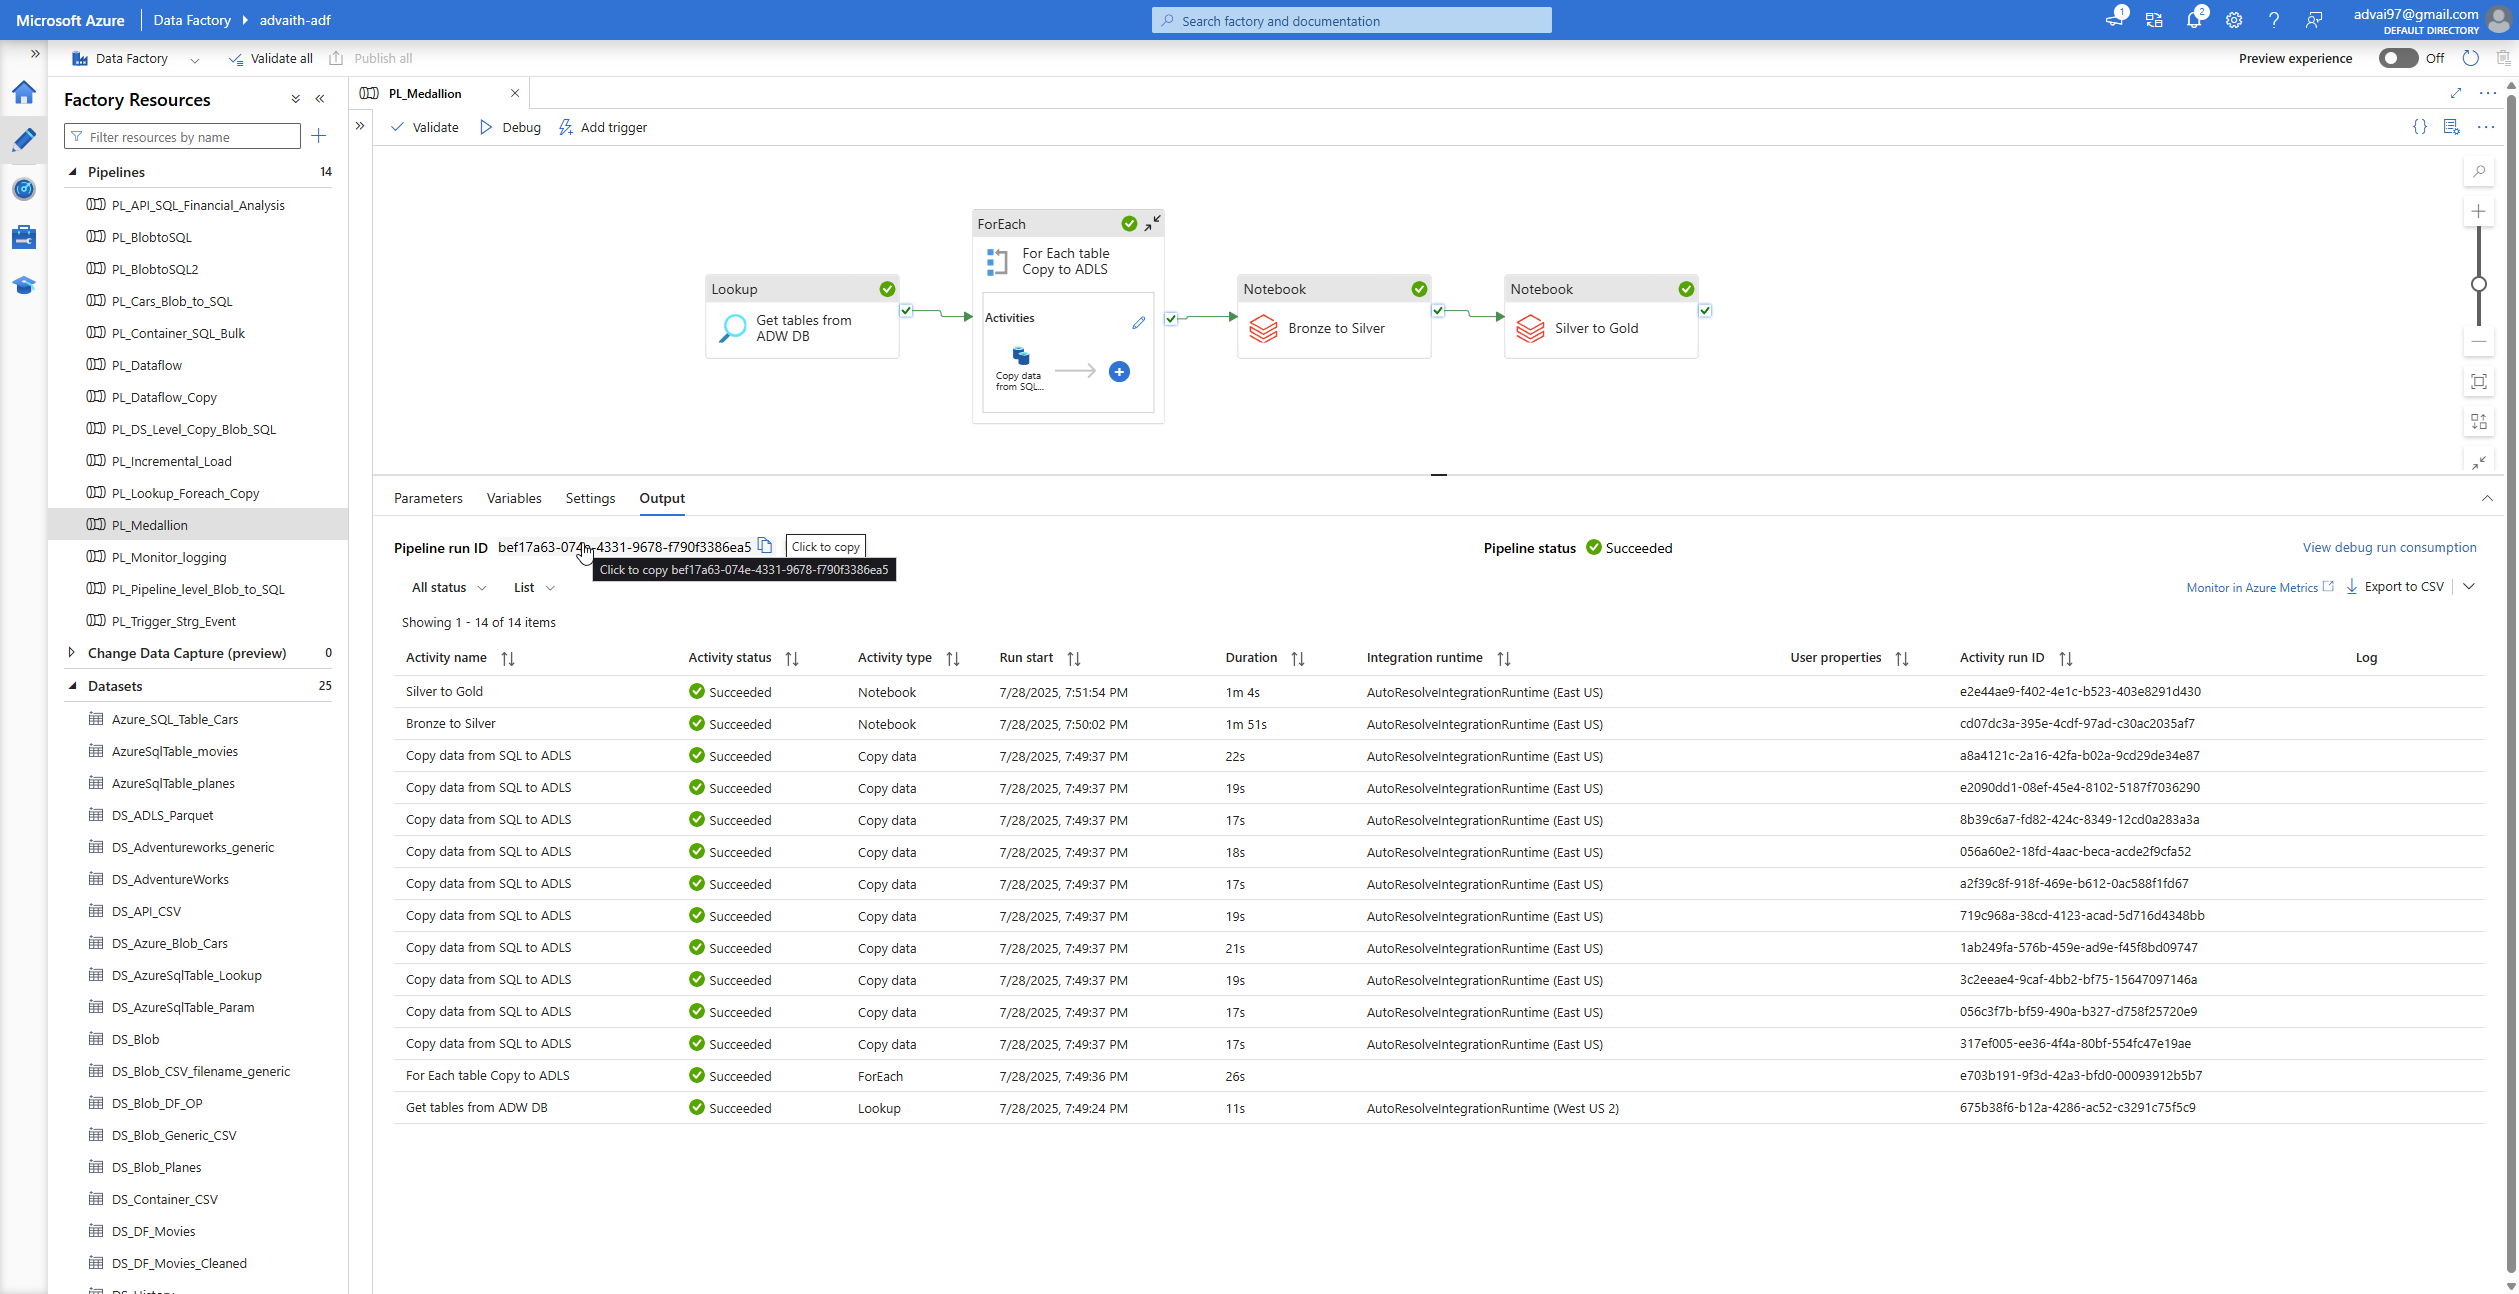 Microsoft Azure
Data Factory
advaith-adf
Search factory and documentation
1
2
advai97@gmail.com
DEFAULT DIRECTORY
Data Factory
Validate all
Publish all
Preview experience
Off
Factory Resources
Filter resources by name
Pipelines 14
PL_API_SQL_Financial_Analysis
PL_BlobtoSQL
PL_BlobtoSQL2
PL_Cars_Blob_to_SQL
PL_Container_SQL_Bulk
PL_Dataflow
PL_Dataflow_Copy
PL_DS_Level_Copy_Blob_SQL
PL_Incremental_Load
PL_Lookup_Foreach_Copy
PL_Medallion
PL_Monitor_logging
PL_Pipeline_level_Blob_to_SQL
PL_Trigger_Strg_Event
Change Data Capture (preview) 0
Datasets 25
Azure_SQL_Table_Cars
AzureSqlTable_movies
AzureSqlTable_planes
DS_ADLS_Parquet
DS_Adventureworks_generic
DS_AdventureWorks
DS_API_CSV
DS_Azure_Blob_Cars
DS_AzureSqlTable_Lookup
DS_AzureSqlTable_Param
DS_Blob
DS_Blob_CSV_filename_generic
DS_Blob_DF_OP
DS_Blob_Generic_CSV
DS_Blob_Planes
DS_Container_CSV
DS_DF_Movies
DS_DF_Movies_Cleaned
PL_Medallion
Validate
Debug
Add trigger
Lookup
Get tables from
ADW DB
ForEach
For Each table
Copy to ADLS
Activities
Copy data
from SQL...
Notebook
Bronze to Silver
Notebook
Silver to Gold
Parameters
Variables
Settings
Output
Pipeline run ID bef17a63-074e-4331-9678-f790f3386ea5
Click to copy
Click to copy bef17a63-074e-4331-9678-f790f3386ea5
Pipeline status Succeeded
View debug run consumption
All status
List
Monitor in Azure Metrics
Export to CSV
Showing 1 - 14 of 14 items
Activity name Activity status Activity type Run start Duration Integration runtime User properties Activity run ID Log
Silver to Gold Succeeded Notebook 7/28/2025, 7:51:54 PM 1m 4s AutoResolveIntegrationRuntime (East US) e2e44ae9-f402-4e1c-b523-403e8291d430
Bronze to Silver Succeeded Notebook 7/28/2025, 7:50:02 PM 1m 51s AutoResolveIntegrationRuntime (East US) cd07dc3a-395e-4cdf-97ad-c30ac2035af7
Copy data from SQL to ADLS Succeeded Copy data 7/28/2025, 7:49:37 PM 22s AutoResolveIntegrationRuntime (East US) a8a4121c-2a16-42fa-b02a-9cd29de34e87
Copy data from SQL to ADLS Succeeded Copy data 7/28/2025, 7:49:37 PM 19s AutoResolveIntegrationRuntime (East US) e2090dd1-08ef-45e4-8102-5187f7036290
Copy data from SQL to ADLS Succeeded Copy data 7/28/2025, 7:49:37 PM 17s AutoResolveIntegrationRuntime (East US) 8b39c6a7-fd82-424c-8349-12cd0a283a3a
Copy data from SQL to ADLS Succeeded Copy data 7/28/2025, 7:49:37 PM 18s AutoResolveIntegrationRuntime (East US) 056a60e2-18fd-4aac-beca-acde2f9cfa52
Copy data from SQL to ADLS Succeeded Copy data 7/28/2025, 7:49:37 PM 17s AutoResolveIntegrationRuntime (East US) a2f39c8f-918f-469e-b612-0ac588f1fd67
Copy data from SQL to ADLS Succeeded Copy data 7/28/2025, 7:49:37 PM 19s AutoResolveIntegrationRuntime (East US) 719c968a-38cd-4123-acad-5d716d4348bb
Copy data from SQL to ADLS Succeeded Copy data 7/28/2025, 7:49:37 PM 21s AutoResolveIntegrationRuntime (East US) 1ab249fa-576b-459e-ad9e-f45f8bd09747
Copy data from SQL to ADLS Succeeded Copy data 7/28/2025, 7:49:37 PM 19s AutoResolveIntegrationRuntime (East US) 3c2eeae4-9caf-4bb2-bf75-15647097146a
Copy data from SQL to ADLS Succeeded Copy data 7/28/2025, 7:49:37 PM 17s AutoResolveIntegrationRuntime (East US) 056c3f7b-bf59-490a-b327-d758f25720e9
Copy data from SQL to ADLS Succeeded Copy data 7/28/2025, 7:49:37 PM 17s AutoResolveIntegrationRuntime (East US) 317ef005-ee36-4f4a-80bf-554fc47e19ae
For Each table Copy to ADLS Succeeded ForEach 7/28/2025, 7:49:36 PM 26s e703b191-9f3d-42a3-bfd0-00093912b5b7
Get tables from ADW DB Succeeded Lookup 7/28/2025, 7:49:24 PM 11s AutoResolveIntegrationRuntime (West US 2) 675b38f6-b12a-4286-ac52-c3291c75f5c9